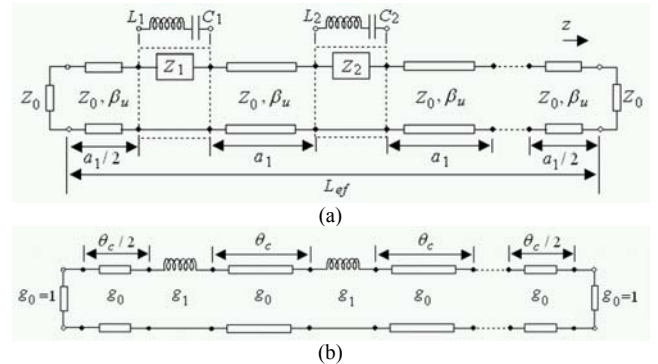 L1 C1 L2 C2 z
Z1 Z2
Z0 Z0, βu Z0, βu Z0, βu Z0, βu Z0
a1/2 a1 a1 a1/2
Lef
(a)
θc/2 θc θc θc/2
g0=1 g0 g1 g0 g1 g0 g0 g0=1
(b)